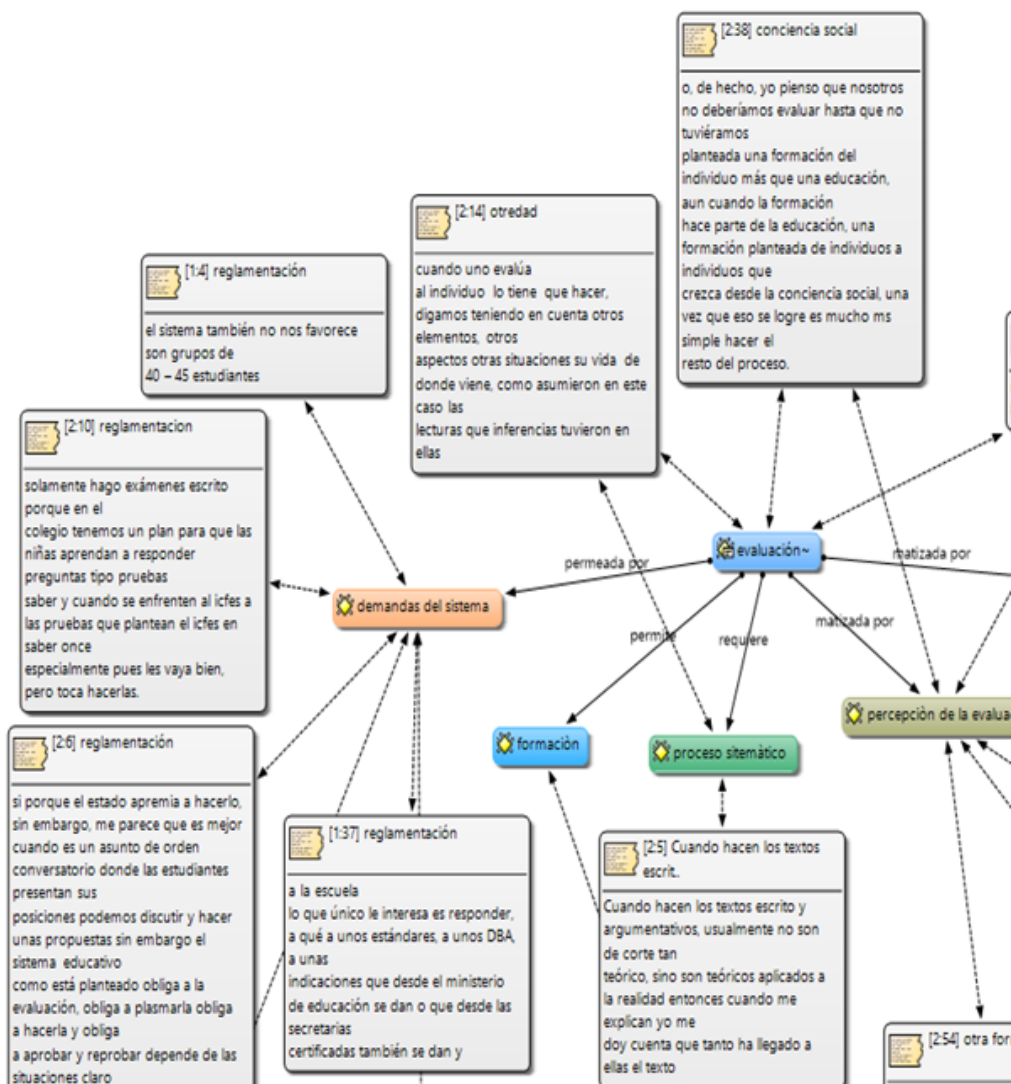 [2:38] conciencia social
o, de hecho, yo pienso que nosotros
no deberíamos evaluar hasta que no
tuviéramos
planteada una formación del
individuo más que una educación,
aun cuando la formación
hace parte de la educación, una
formación planteada de individuos a
individuos que
crezca desde la conciencia social, una
vez que eso se logre es mucho ms
simple hacer el
resto del proceso.
[2:14] otredad
cuando uno evalúa
al individuo lo tiene que hacer,
digamos teniendo en cuenta otros
elementos, otros
aspectos otras situaciones su vida de
donde viene, como asumieron en este
caso las
lecturas que inferencias tuvieron en
ellas
[1:4] reglamentación
el sistema también no nos favorece
son grupos de
40 – 45 estudiantes
[2:10] reglamentacion
solamente hago exámenes escrito
porque en el
colegio tenemos un plan para que las
niñas aprendan a responder
preguntas tipo pruebas
saber y cuando se enfrenten al icfes a
las pruebas que plantean el icfes en
saber once
especialmente pues les vaya bien,
pero toca hacerlas.
evaluación~
permeada por
matizada por
demandas del sistema
permite
requiere
matizada por
percepciòn de la evalua
formaciòn
proceso sitemàtico
[2:6] reglamentación
si porque el estado apremia a hacerlo,
sin embargo, me parece que es mejor
cuando es un asunto de orden
conversatorio donde las estudiantes
presentan sus
posiciones podemos discutir y hacer
unas propuestas sin embargo el
sistema educativo
como está planteado obliga a la
evaluación, obliga a plasmarla obliga
a hacerla y obliga
a aprobar y reprobar depende de las
situaciones claro
[1:37] reglamentación
a la escuela
lo que único le interesa es responder,
a qué a unos estándares, a unos DBA,
a unas
indicaciones que desde el ministerio
de educación se dan o que desde las
secretarias
certificadas también se dan y
[2:5] Cuando hacen los textos
escrit..
Cuando hacen los textos escrito y
argumentativos, usualmente no son
de corte tan
teórico, sino son teóricos aplicados a
la realidad entonces cuando me
explican yo me
doy cuenta que tanto ha llegado a
ellas el texto
[2:54] otra for